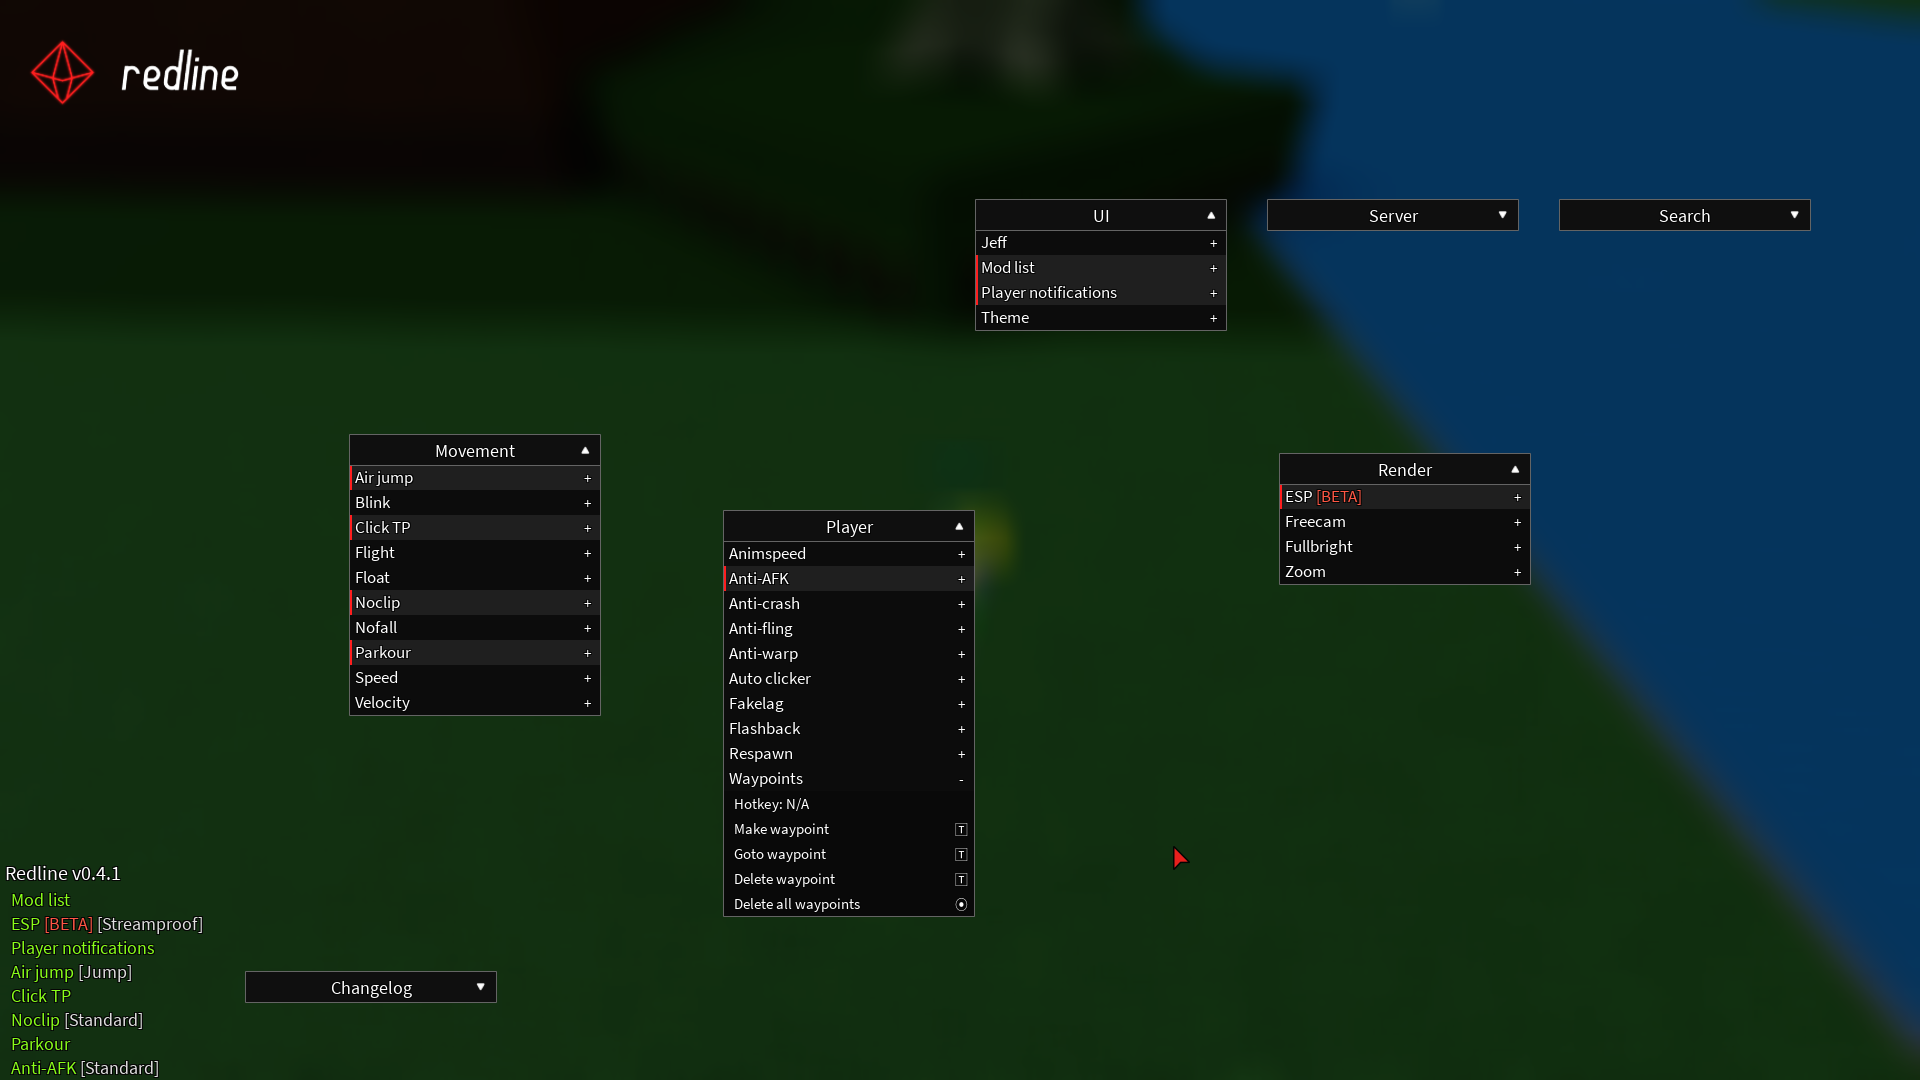 redline
UI
Jeff +
Mod list +
Player notifications +
Theme +
Server
Search
Movement
Air jump +
Blink +
Click TP +
Flight +
Float +
Noclip +
Nofall +
Parkour +
Speed +
Velocity +
Player
Animspeed +
Anti-AFK +
Anti-crash +
Anti-fling +
Anti-warp +
Auto clicker +
Fakelag +
Flashback +
Respawn +
Waypoints -
Hotkey: N/A
Make waypoint T
Goto waypoint T
Delete waypoint T
Delete all waypoints
Render
ESP [BETA] +
Freecam +
Fullbright +
Zoom +
Redline v0.4.1
Mod list
ESP [BETA] [Streamproof]
Player notifications
Air jump [Jump]
Click TP
Noclip [Standard]
Parkour
Anti-AFK [Standard]
Changelog